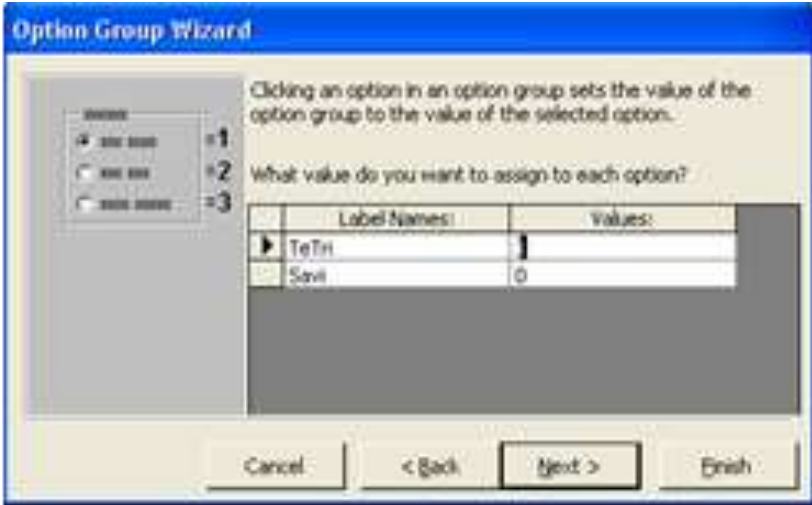 Option Group Wizard
Clicking an option in an option group sets the value of the
option group to the value of the selected option.
=1
=2
=3
What value do you want to assign to each option?
Label Names: Values:
TeTri
Savi 0
Cancel < Back Next > Finish